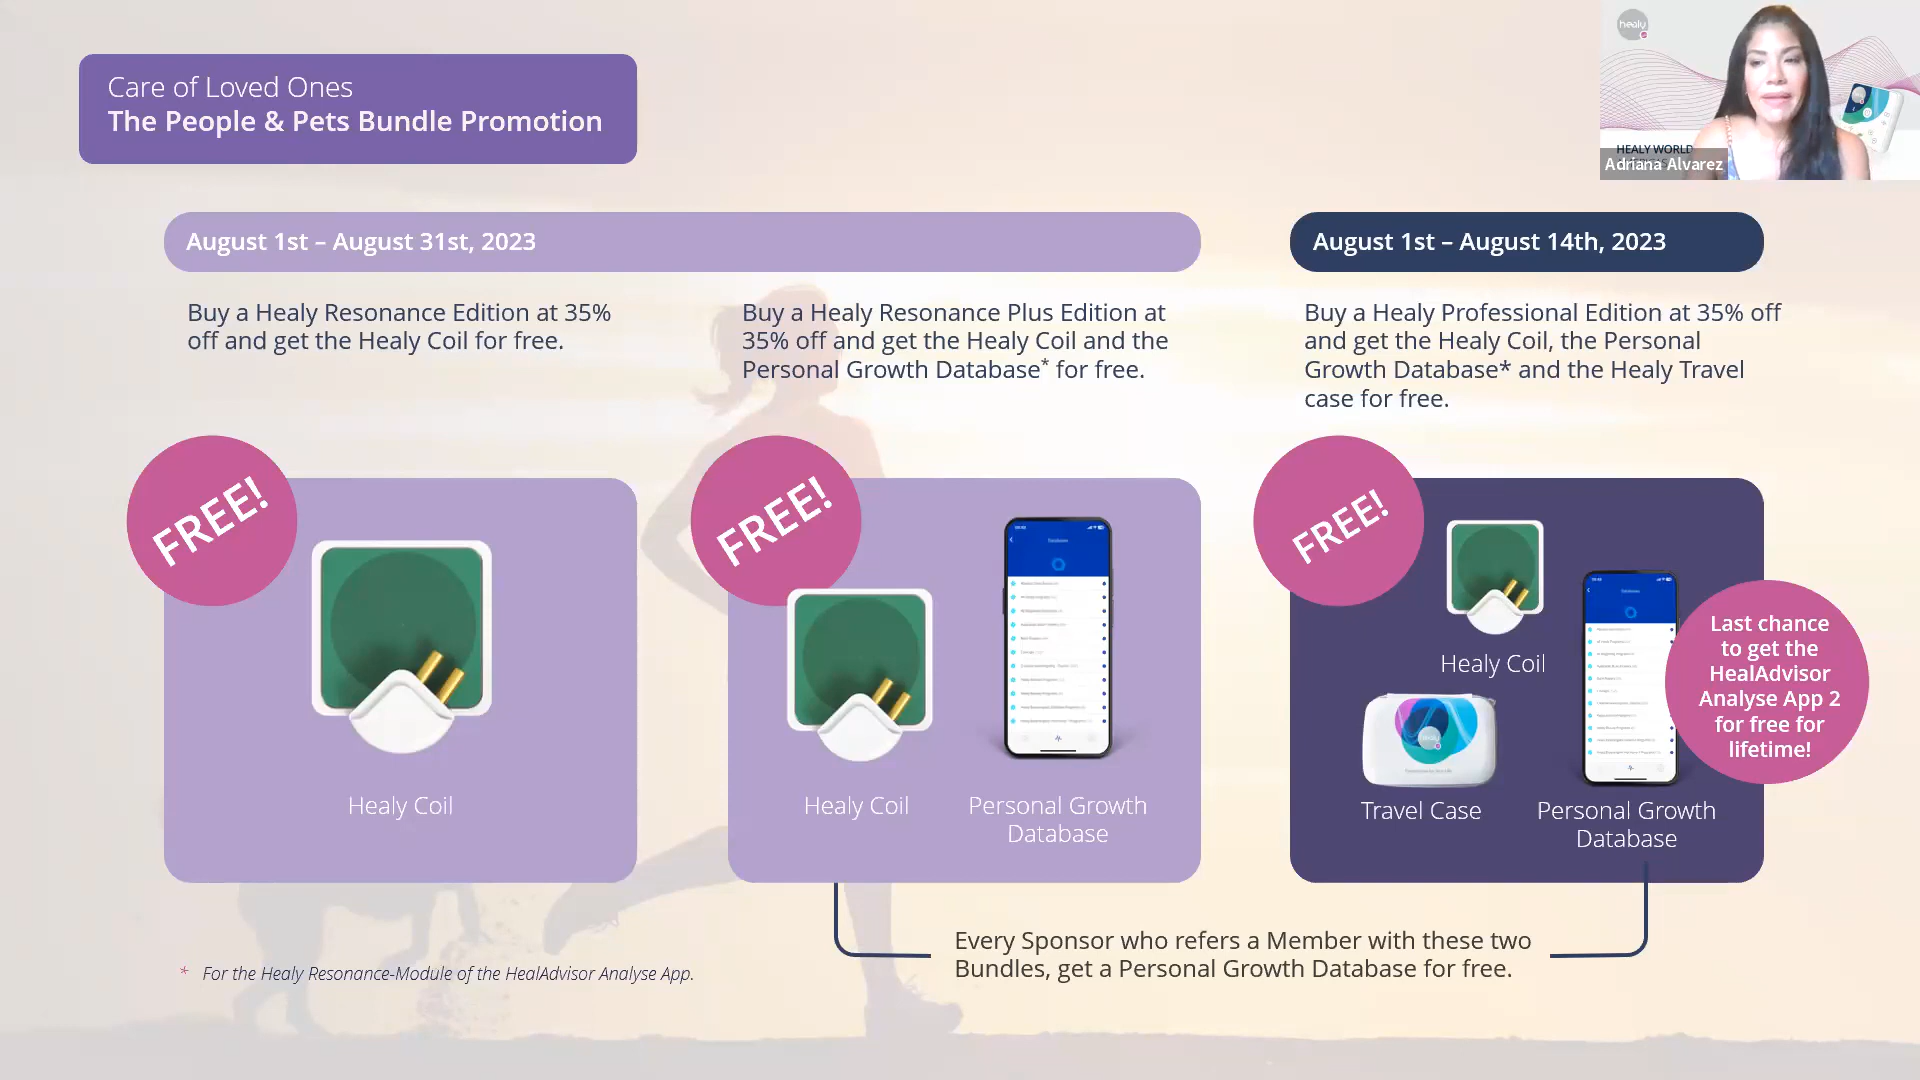 Care of Loved Ones
The People & Pets Bundle Promotion
healy
HEALY WORLD
Adriana Alvarez
August 1st – August 31st, 2023
August 1st – August 14th, 2023
Buy a Healy Resonance Edition at 35%
off and get the Healy Coil for free.
Buy a Healy Resonance Plus Edition at
35% off and get the Healy Coil and the
Personal Growth Database* for free.
Buy a Healy Professional Edition at 35% off
and get the Healy Coil, the Personal
Growth Database* and the Healy Travel
case for free.
FREE!
Healy Coil
FREE!
Healy Coil
Personal Growth
Database
FREE!
Healy Coil
healy
Travel Case
Personal Growth
Database
Last chance
to get the
HealAdvisor
Analyse App 2
for free for
lifetime!
Every Sponsor who refers a Member with these two
Bundles, get a Personal Growth Database for free.
* For the Healy Resonance-Module of the HealAdvisor Analyse App.